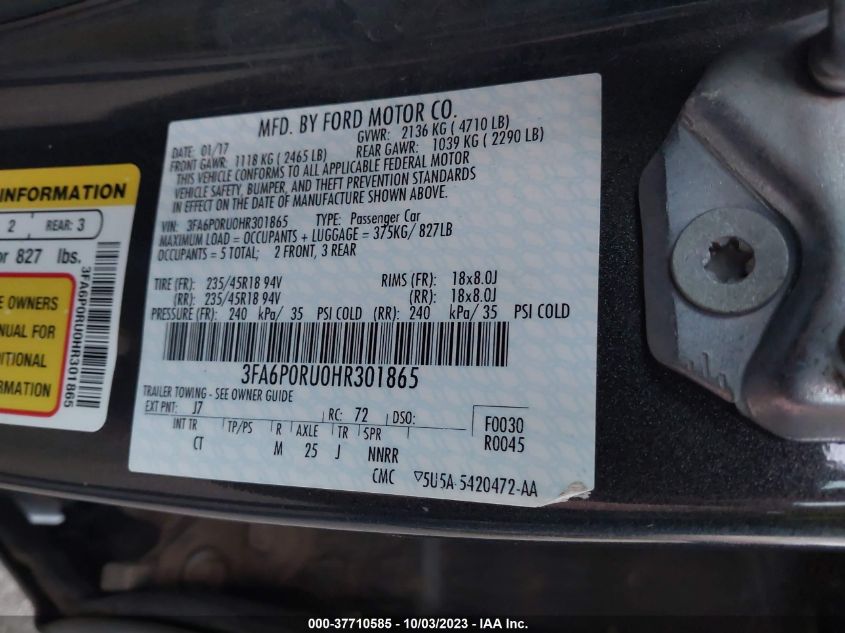 INFORMATION
2 REAR: 3
or 827 lbs.
E OWNERS
NUAL FOR
DITIONAL
FORMATION
3FA6P0RU0HR301865
MFD. BY FORD MOTOR CO.
DATE: 01/17 GVWR: 2136 KG ( 4710 LB)
FRONT GAWR: 1118 KG ( 2465 LB) REAR GAWR: 1039 KG ( 2290 LB)
THIS VEHICLE CONFORMS TO ALL APPLICABLE FEDERAL MOTOR
VEHICLE SAFETY, BUMPER, AND THEFT PREVENTION STANDARDS
IN EFFECT ON THE DATE OF MANUFACTURE SHOWN ABOVE.
VIN: 3FA6P0RU0HR301865 TYPE: Passenger Car
MAXIMUM LOAD = OCCUPANTS + LUGGAGE = 375KG/ 827LB
OCCUPANTS = 5 TOTAL; 2 FRONT, 3 REAR
TIRE (FR): 235/45R18 94V RIMS (FR): 18x8.0J
(RR): 235/45R18 94V (RR): 18x8.0J
PRESSURE (FR): 240 kPa/ 35 PSI COLD (RR): 240 kPa/ 35 PSI COLD
3FA6P0RU0HR301865
TRAILER TOWING - SEE OWNER GUIDE
EXT PNT: J7 RC: 72 DSO: F0030
INT TR TP/PS R AXLE TR SPR R0045
CT M 25 J NNRR
CMC ▽5U5A-5420472-AA
000-37710585 - 10/03/2023 - IAA Inc.